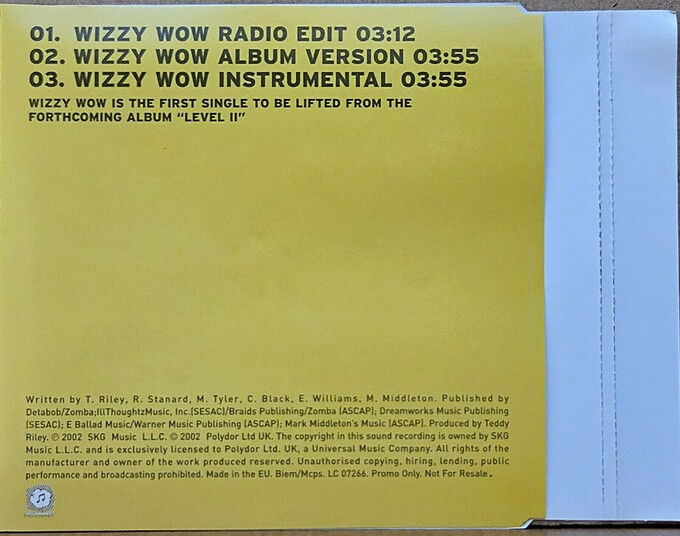 01. WIZZY WOW RADIO EDIT 03:12
02. WIZZY WOW ALBUM VERSION 03:55
03. WIZZY WOW INSTRUMENTAL 03:55
WIZZY WOW IS THE FIRST SINGLE TO BE LIFTED FROM THE
FORTHCOMING ALBUM "LEVEL II"
Written by T. Riley, R. Stanard, M. Tyler, C. Black, E. Williams, M. Middleton. Published by
Detabob/Zomba;IllThoughtzMusic, Inc.(SESAC)/Braids Publishing/Zomba (ASCAP); Dreamworks Music Publishing
(SESAC); E Ballad Music/Warner Music Publishing (ASCAP); Mark Middleton's Music (ASCAP). Produced by Teddy
Riley. ℗ 2002 SKG Music L.L.C. © 2002 Polydor Ltd UK. The copyright in this sound recording is owned by SKG
Music L.L.C. and is exclusively licensed to Polydor Ltd. UK, a Universal Music Company. All rights of the
manufacturer and owner of the work produced reserved. Unauthorised copying, hiring, lending, public
performance and broadcasting prohibited. Made in the EU. Biem/Mcps. LC 07266. Promo Only. Not For Resale.